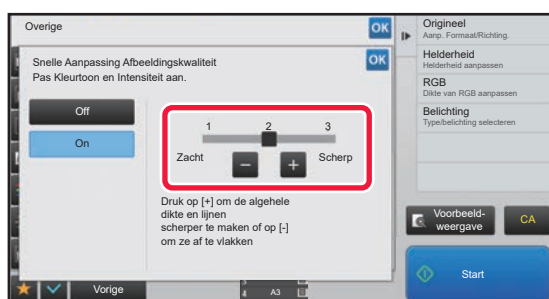 Overige
OK
Snelle Aanpassing Afbeeldingskwaliteit
Pas Kleurtoon en Intensiteit aan.
OK
Off
On
1 2 3
Zacht Scherp
Druk op [+] om de algehele
dikte en lijnen
scherper te maken of op [-]
om ze af te vlakken
Vorige
4 A3
Origineel
Aanp. Formaat/Richting.
Helderheid
Helderheid aanpassen
RGB
Dikte van RGB aanpassen
Belichting
Type/belichting selecteren
Voorbeeld-
weergave
CA
Start